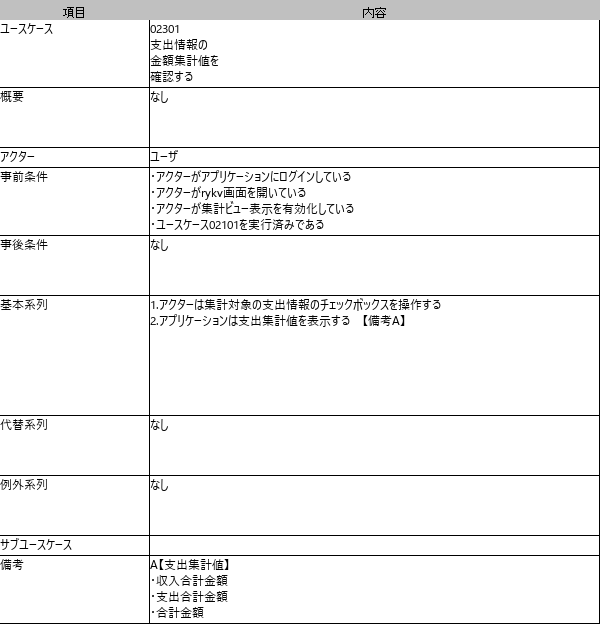 項目 内容
ユースケース 02301
支出情報の
金額集計値を
確認する
概要 なし
アクター ユーザ
事前条件 ・アクターがアプリケーションにログインしている
・アクターがrykv画面を開いている
・アクターが集計ビュー表示を有効化している
・ユースケース02101を実行済みである
事後条件 なし
基本系列 1.アクターは集計対象の支出情報のチェックボックスを操作する
2.アプリケーションは支出集計値を表示する 【備考A】
代替系列 なし
例外系列 なし
サブユースケース
備考 A【支出集計値】
・収入合計金額
・支出合計金額
・合計金額